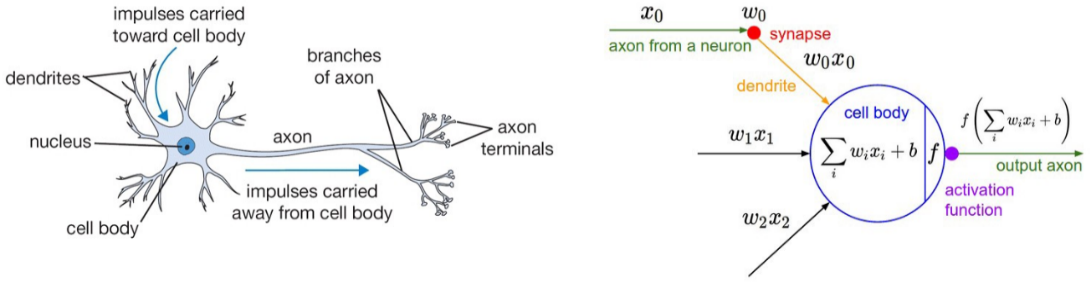 impulses carried
toward cell body
dendrites
nucleus
cell body
axon
impulses carried
away from cell body
branches
of axon
axon
terminals
x₀
axon from a neuron
w₀
synapse
w₀x₀
dendrite
w₁x₁
w₂x₂
cell body
∑ᵢ wᵢxᵢ + b
f
f(∑ᵢ wᵢxᵢ + b)
output axon
activation
function